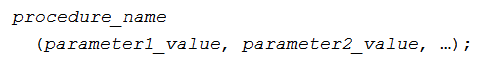 procedure_name
(parameter1_value, parameter2_value, …);